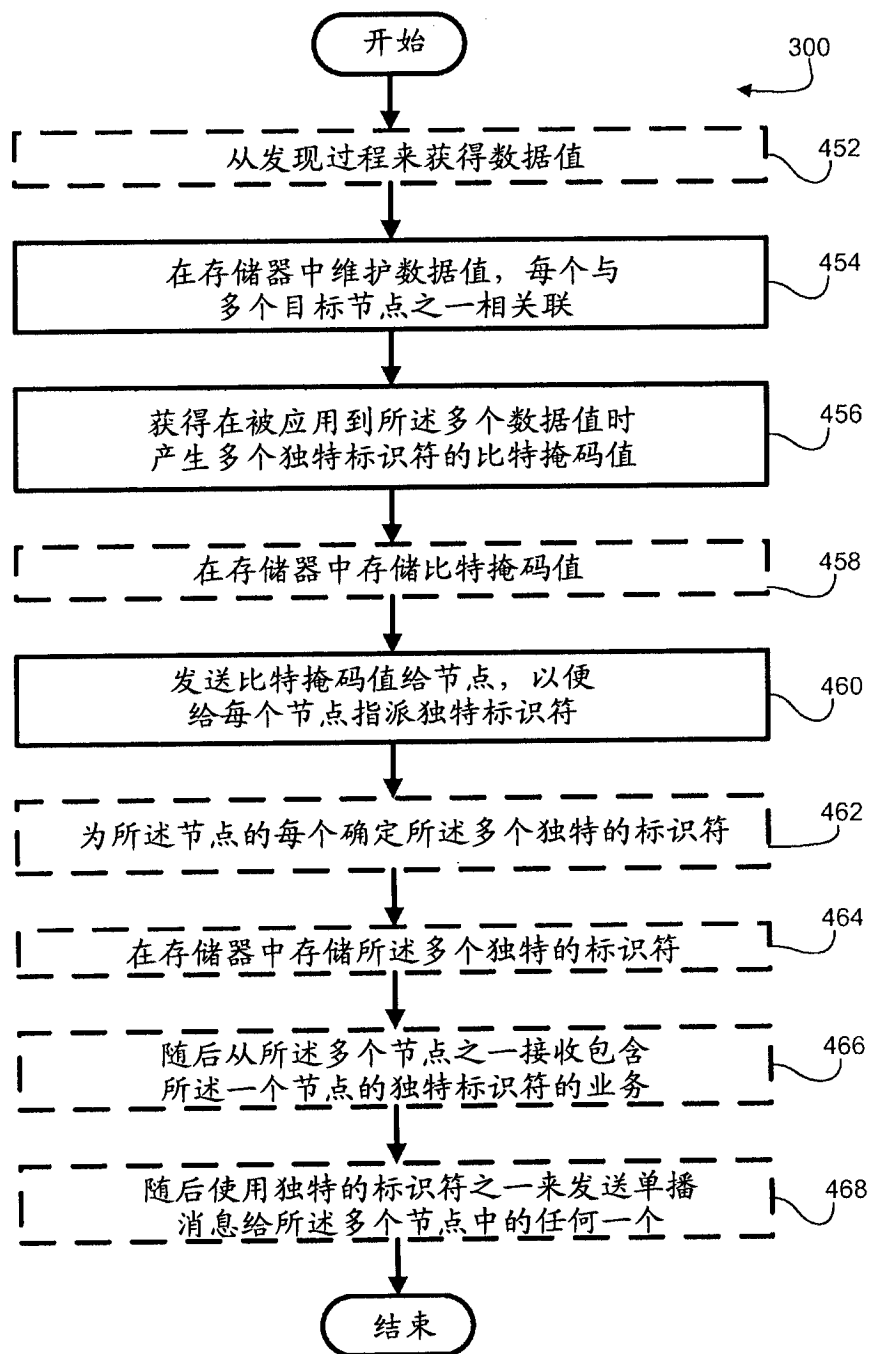 开始
300
从发现过程来获得数据值
452
在存储器中维护数据值，每个与
多个目标节点之一相关联
454
获得在被应用到所述多个数据值时
产生多个独特标识符的比特掩码值
456
在存储器中存储比特掩码值
458
发送比特掩码值给节点，以便
给每个节点指派独特标识符
460
为所述节点的每个确定所述多个独特的标识符
462
在存储器中存储所述多个独特的标识符
464
随后从所述多个节点之一接收包含
所述一个节点的独特标识符的业务
466
随后使用独特的标识符之一来发送单播
消息给所述多个节点中的任何一个
468
结束